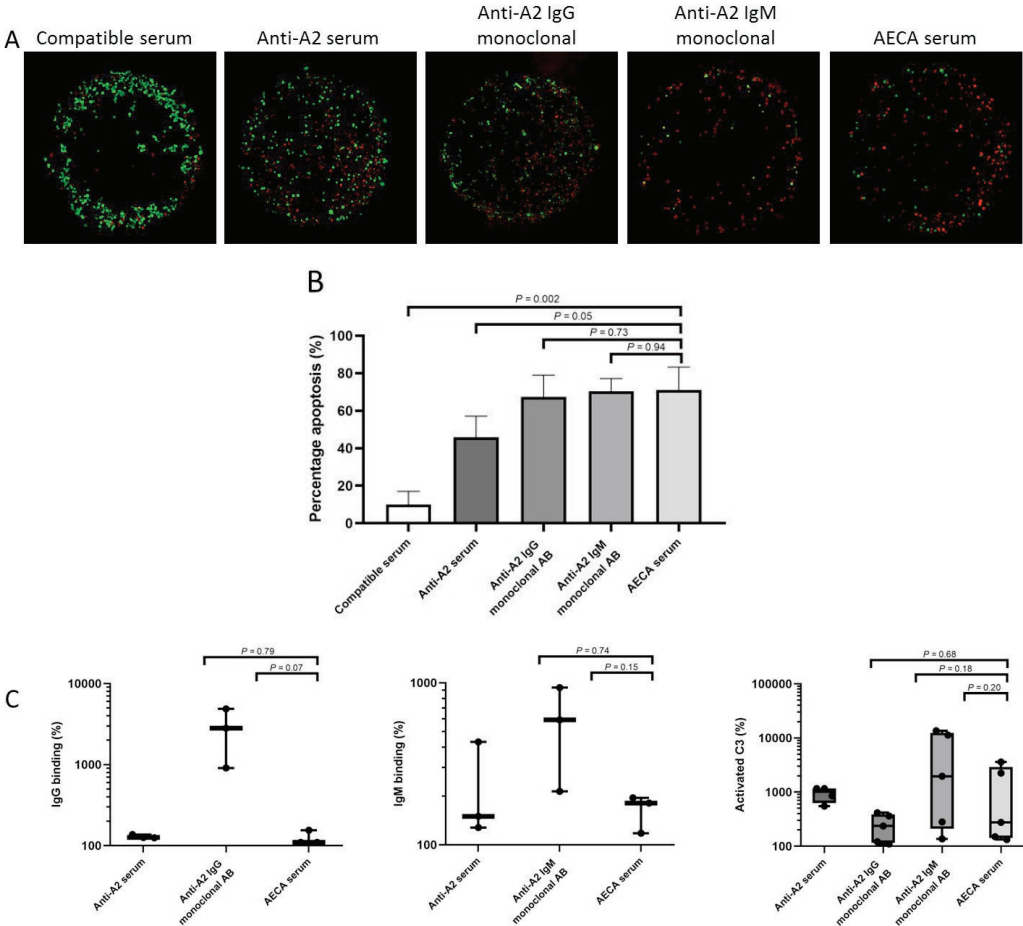 A
Compatible serum
Anti-A2 serum
Anti-A2 IgG
monoclonal
Anti-A2 IgM
monoclonal
AECA serum
B
P = 0.002
P = 0.05
P = 0.73
P = 0.94
Percentage apoptosis (%)
100
80
60
40
20
0
Compatible serum
Anti-A2 serum
Anti-A2 IgG
monoclonal AB
Anti-A2 IgM
monoclonal AB
AECA serum
C
P = 0.79
P = 0.07
IgG binding (%)
10000
1000
100
Anti-A2 serum
Anti-A2 IgG
monoclonal AB
AECA serum
P = 0.74
P = 0.15
IgM binding (%)
1000
100
Anti-A2 serum
Anti-A2 IgM
monoclonal AB
AECA serum
P = 0.68
P = 0.18
P = 0.20
Activated C3 (%)
100000
10000
1000
100
Anti-A2 serum
Anti-A2 IgG
monoclonal AB
Anti-A2 IgM
monoclonal AB
AECA serum